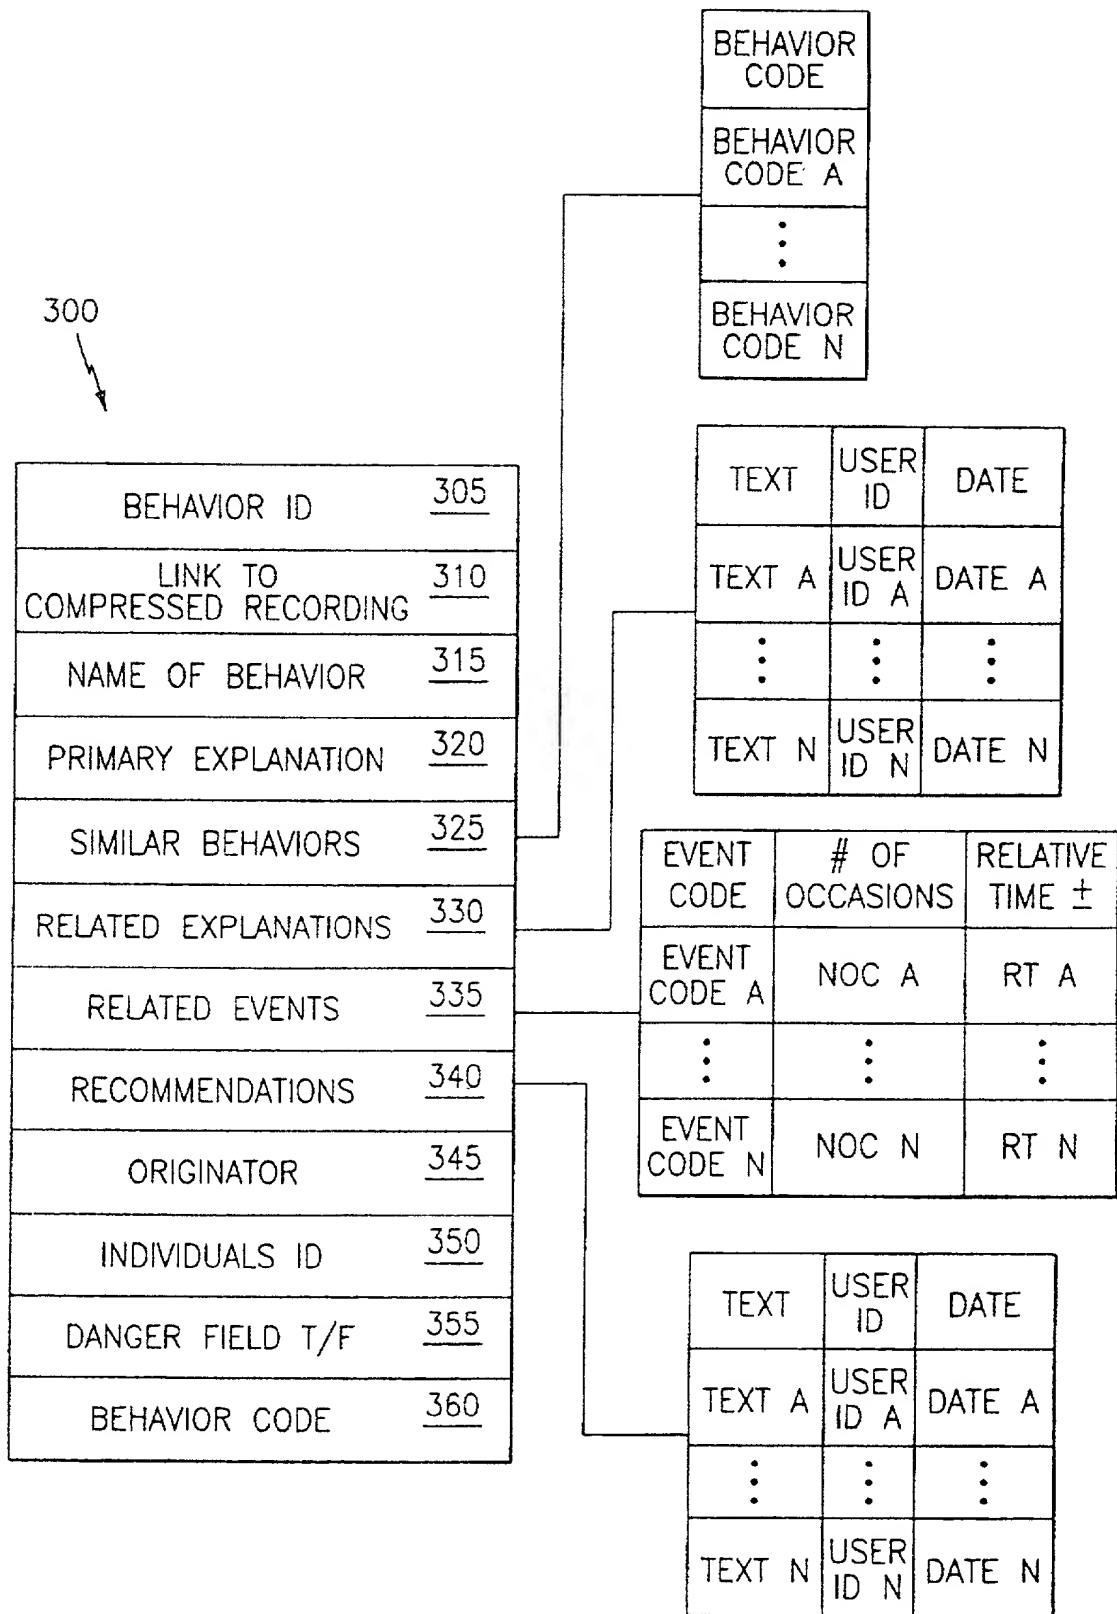 BEHAVIOR
CODE
BEHAVIOR
CODE A
BEHAVIOR
CODE N
300
BEHAVIOR ID 305
LINK TO
COMPRESSED RECORDING 310
NAME OF BEHAVIOR 315
PRIMARY EXPLANATION 320
SIMILAR BEHAVIORS 325
RELATED EXPLANATIONS 330
RELATED EVENTS 335
RECOMMENDATIONS 340
ORIGINATOR 345
INDIVIDUALS ID 350
DANGER FIELD T/F 355
BEHAVIOR CODE 360
TEXT
USER
ID
DATE
TEXT A
USER
ID A
DATE A
TEXT N
USER
ID N
DATE N
EVENT
CODE
# OF
OCCASIONS
RELATIVE
TIME ±
EVENT
CODE A
NOC A
RT A
EVENT
CODE N
NOC N
RT N
TEXT
USER
ID
DATE
TEXT A
USER
ID A
DATE A
TEXT N
USER
ID N
DATE N